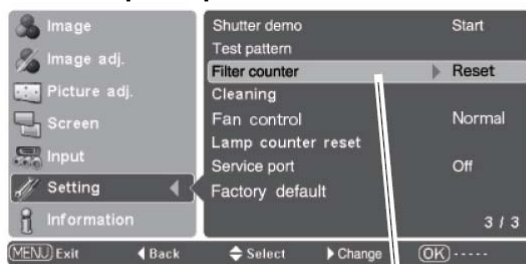 Image
Image adj.
Picture adj.
Screen
Input
Setting
Information
Shutter demo Start
Test pattern
Filter counter Reset
Cleaning
Fan control Normal
Lamp counter reset
Service port Off
Factory default
3 / 3
MENU Exit Back Select Change OK -----